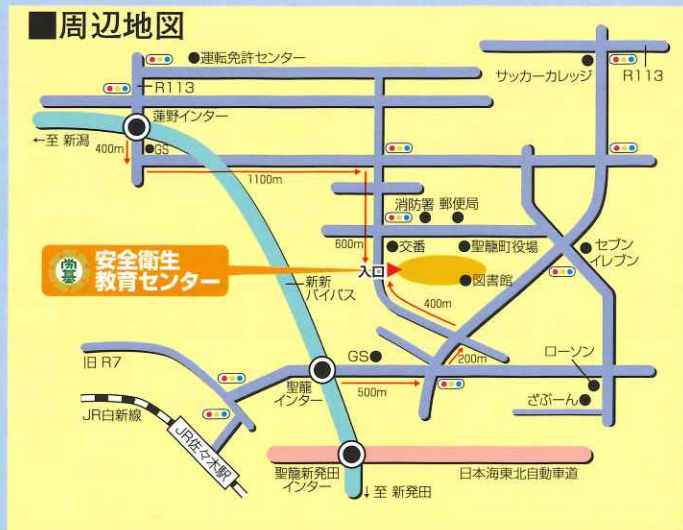 ■周辺地図
●運転免許センター
サッカーカレッジ
R113
R113
蓮野インター
←至 新潟
400m
GS
1100m
消防署 郵便局
600m
交番
聖籠町役場
セブン
イレブン
労基
安全衛生
教育センター
入口
図書館
新新
バイパス
400m
旧 R7
GS
200m
ローソン
聖籠
インター
500m
ざぶーん
JR白新線
JR佐々木駅
聖籠新発田
インター
日本海東北自動車道
↓至 新発田